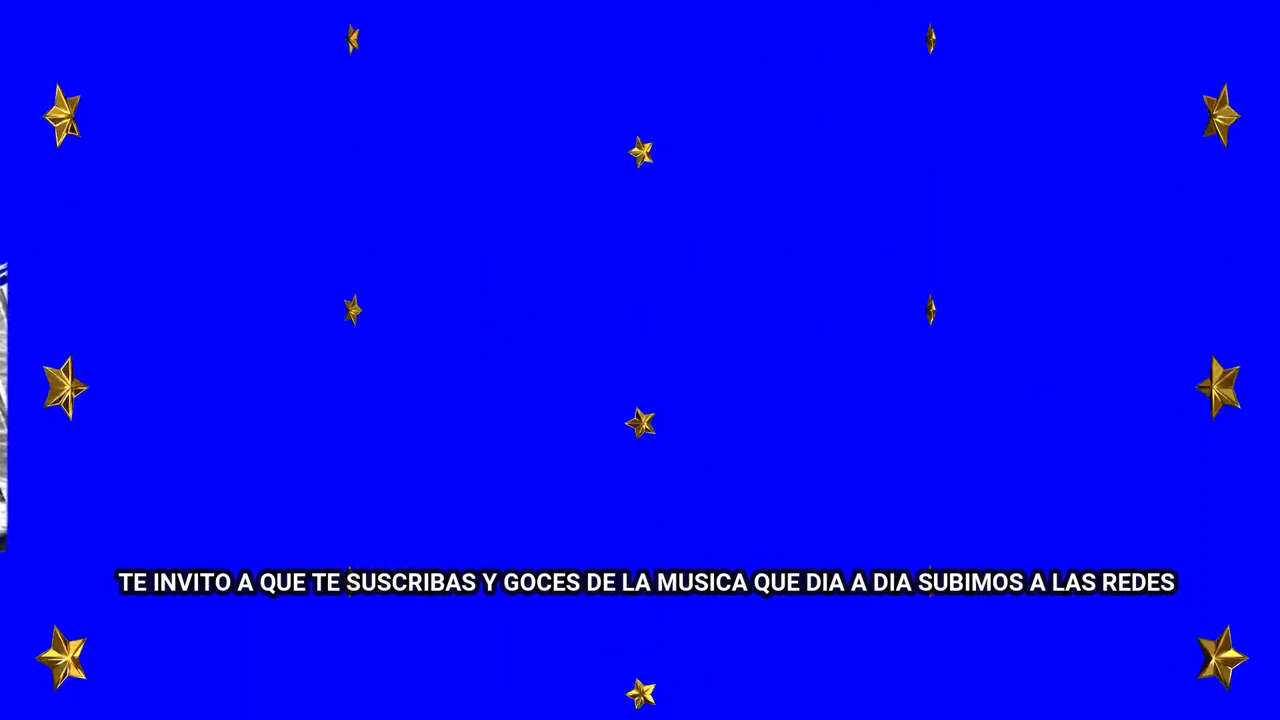 TE INVITO A QUE TE SUSCRIBAS Y GOCES DE LA MUSICA QUE DIA A DIA SUBIMOS A LAS REDES